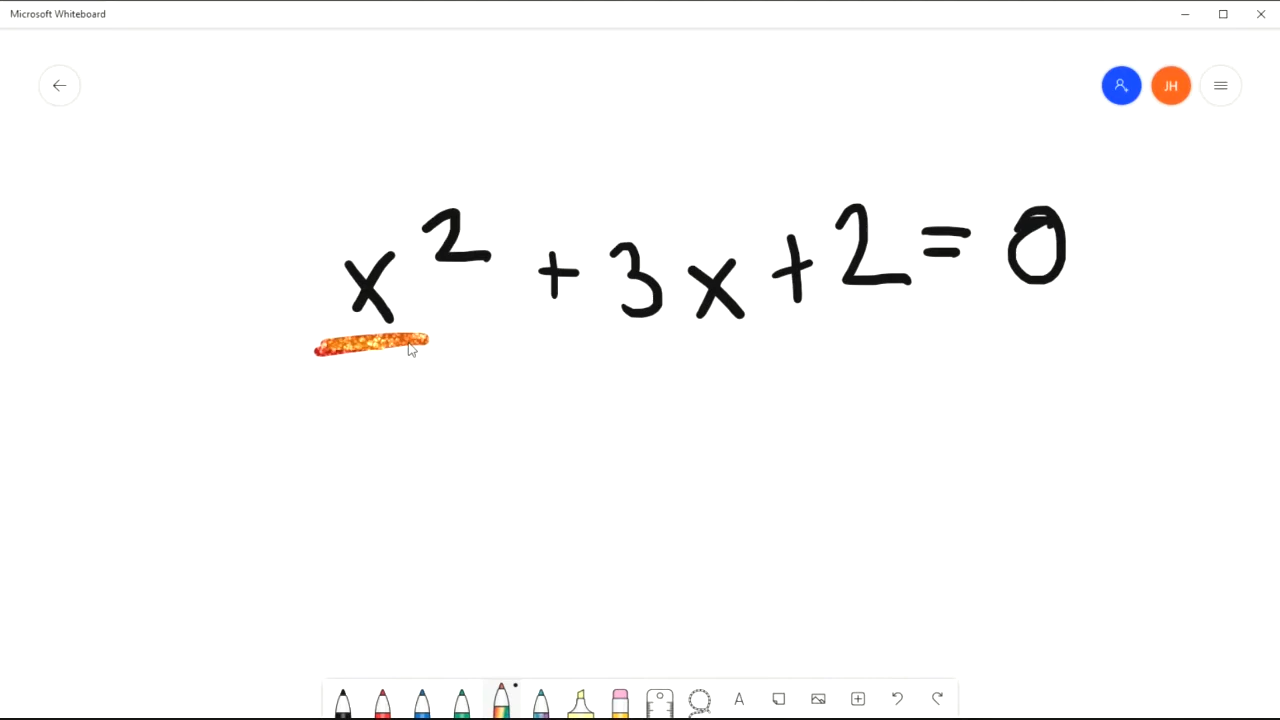 Microsoft Whiteboard
JH
x² + 3x + 2 = 0
A